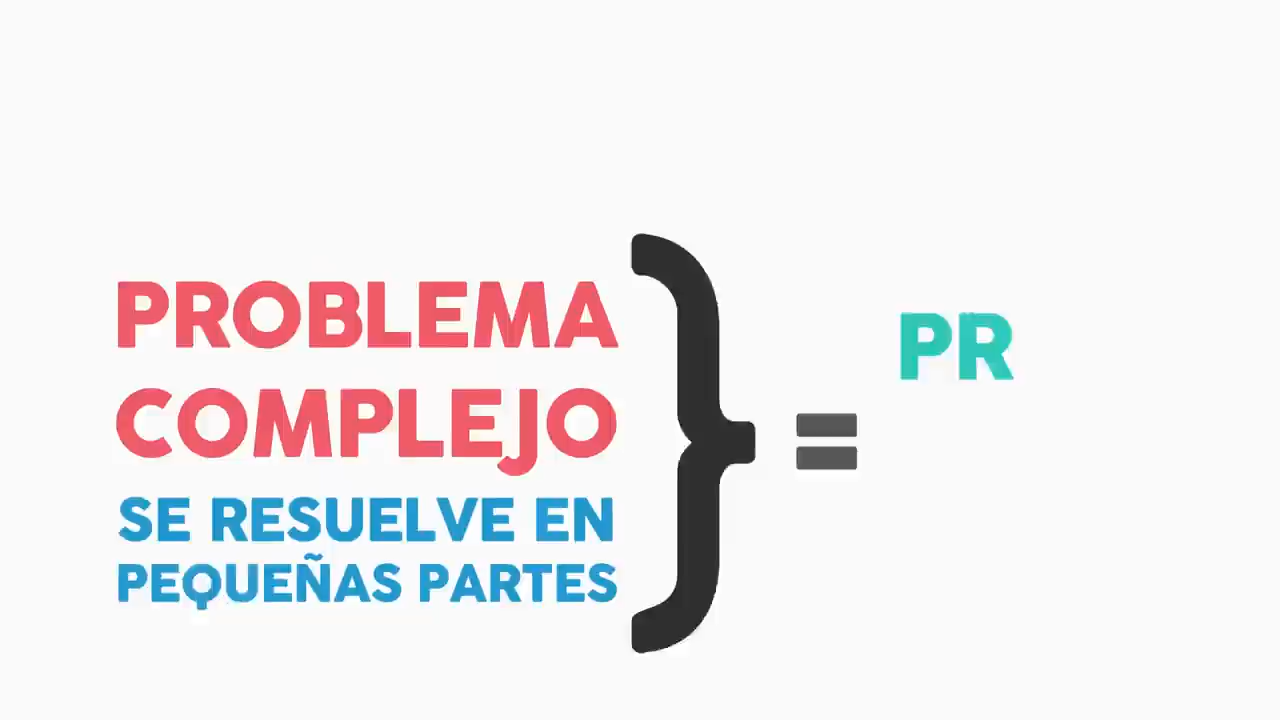 PROBLEMA
COMPLEJO
SE RESUELVE EN
PEQUEÑAS PARTES
} =
PR